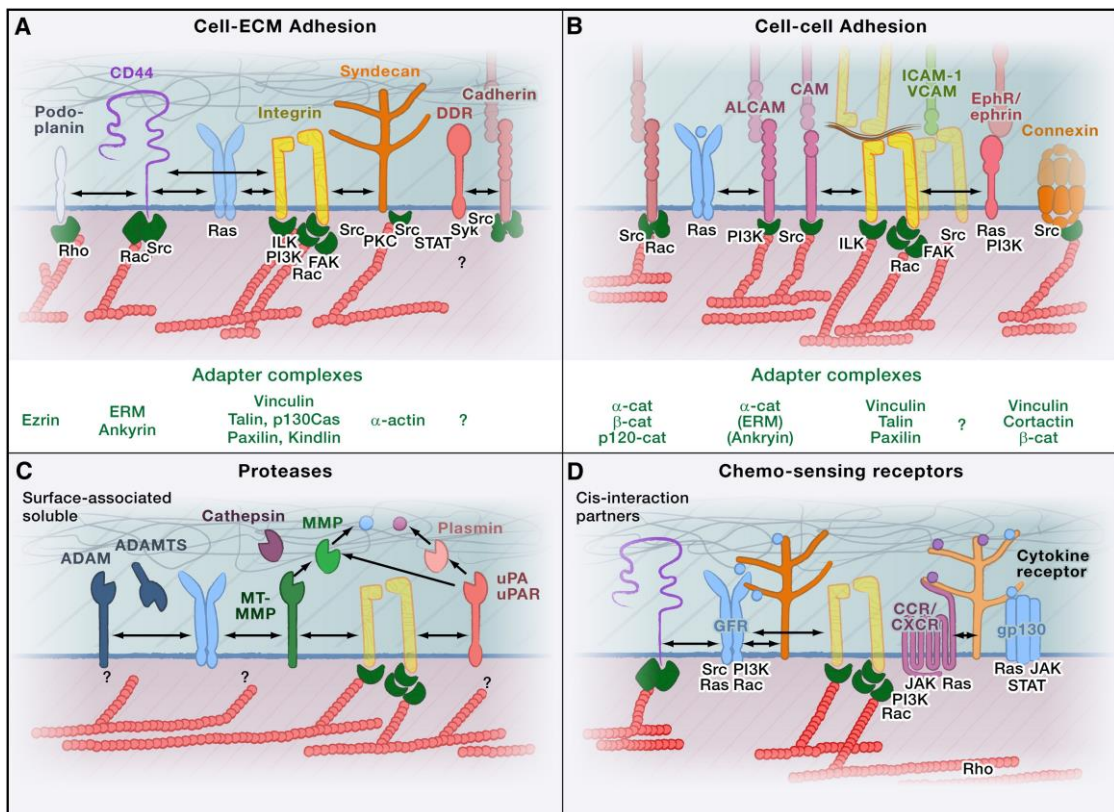 A
Cell-ECM Adhesion
CD44
Podo-
planin
Integrin
Syndecan
DDR
Cadherin
Rho
Rac
Src
Ras
ILK
PI3K
FAK
Rac
Src
PKC
Src
STAT
Syk
Src
?
Adapter complexes
Ezrin
ERM
Ankyrin
Vinculin
Talin, p130Cas
Paxilin, Kindlin
α-actin
?
B
Cell-cell Adhesion
ALCAM
CAM
ICAM-1
VCAM
EphR/
ephrin
Connexin
Src
Rac
Ras
PI3K
Src
ILK
Rac
FAK
Src
Ras
PI3K
Src
Adapter complexes
α-cat
β-cat
p120-cat
α-cat
(ERM)
(Ankryin)
Vinculin
Talin
Paxilin
?
Vinculin
Cortactin
β-cat
C
Proteases
Surface-associated
soluble
ADAM
ADAMTS
Cathepsin
MMP
Plasmin
MT-
MMP
uPA
uPAR
?
?
?
D
Chemo-sensing receptors
Cis-interaction
partners
GFR
CCR/
CXCR
Cytokine
receptor
gp130
Src PI3K
Ras Rac
PI3K
Rac
JAK Ras
Ras JAK
STAT
Rho